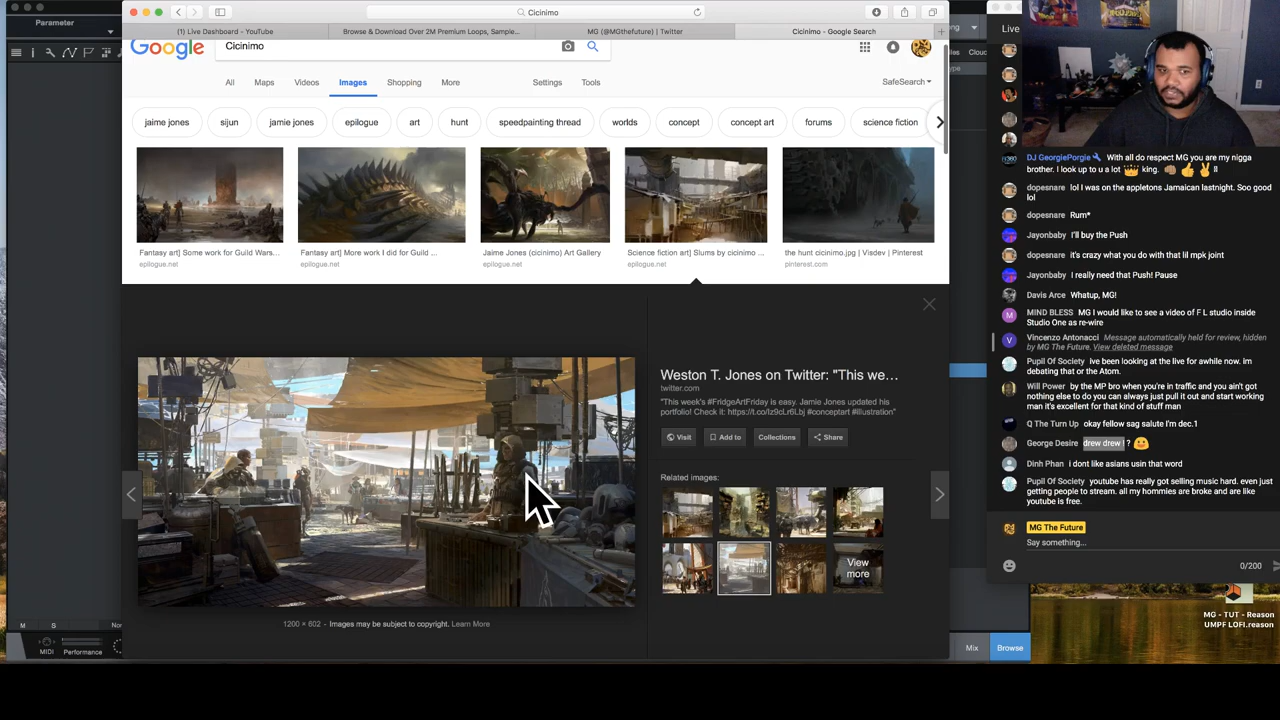 Parameter
Cicinimo
(1) Live Dashboard - YouTube
Browse & Download Over 2M Premium Loops, Sample...
MG (@MGthefuture) | Twitter
Cicinimo - Google Search
Google
Cicinimo
All
Maps
Videos
Images
Shopping
More
Settings
Tools
SafeSearch
jaime jones
sijun
jamie jones
epilogue
art
hunt
speedpainting thread
worlds
concept
concept art
forums
science fiction
Fantasy art] Some work for Guild Wars...
epilogue.net
Fantasy art] More work I did for Guild ...
epilogue.net
Jaime Jones (cicinimo) Art Gallery
epilogue.net
Science fiction art] Slums by cicinimo ...
epilogue.net
the hunt cicinimo.jpg | Visdev | Pinterest
pinterest.com
Weston T. Jones on Twitter: "This we...
twitter.com
"This week's #FridgeArtFriday is easy. Jamie Jones updated his
portfolio! Check it: https://t.co/Iz9cLr6lLbj #conceptart #illustration"
Visit
Add to
Collections
Share
Related images:
View
more
1200 × 602 - Images may be subject to copyright. Learn More
M
S
Nor
MIDI
Performance
Mix
Browse
Cloud
Live
DJ GeorgiePorgie With all do respect MG you are my nigga
brother. I look up to u a lot king. ll
dopesnare lol I was on the appletons Jamaican lastnight. Soo good
lol
dopesnare Rum*
Jayonbaby I'll buy the Push
dopesnare it's crazy what you do with that lil mpk joint
Jayonbaby I really need that Push! Pause
Davis Arce Whatup, MG!
M
MIND BLESS MG I would like to see a video of F L studio inside
Studio One as re-wire
V
Vincenzo Antonacci Message automatically held for review, hidden
by MG The Future. View deleted message
Pupil Of Society ive been looking at the live for awhile now. im
debating that or the Atom.
Will Power by the MP bro when you're in traffic and you ain't got
nothing else to do you can always just pull it out and start working
man it's excellent for that kind of stuff man
Q The Turn Up okay fellow sag salute I'm dec.1
George Desire drew drew ! ?
Dinh Phan i dont like asians usin that word
Pupil Of Society youtube has really got selling music hard. even just
getting people to stream. all my hommies are broke and are like
youtube is free.
MG The Future
Say something...
0/200
MG - TUT - Reason
UMPF LOFI.reason